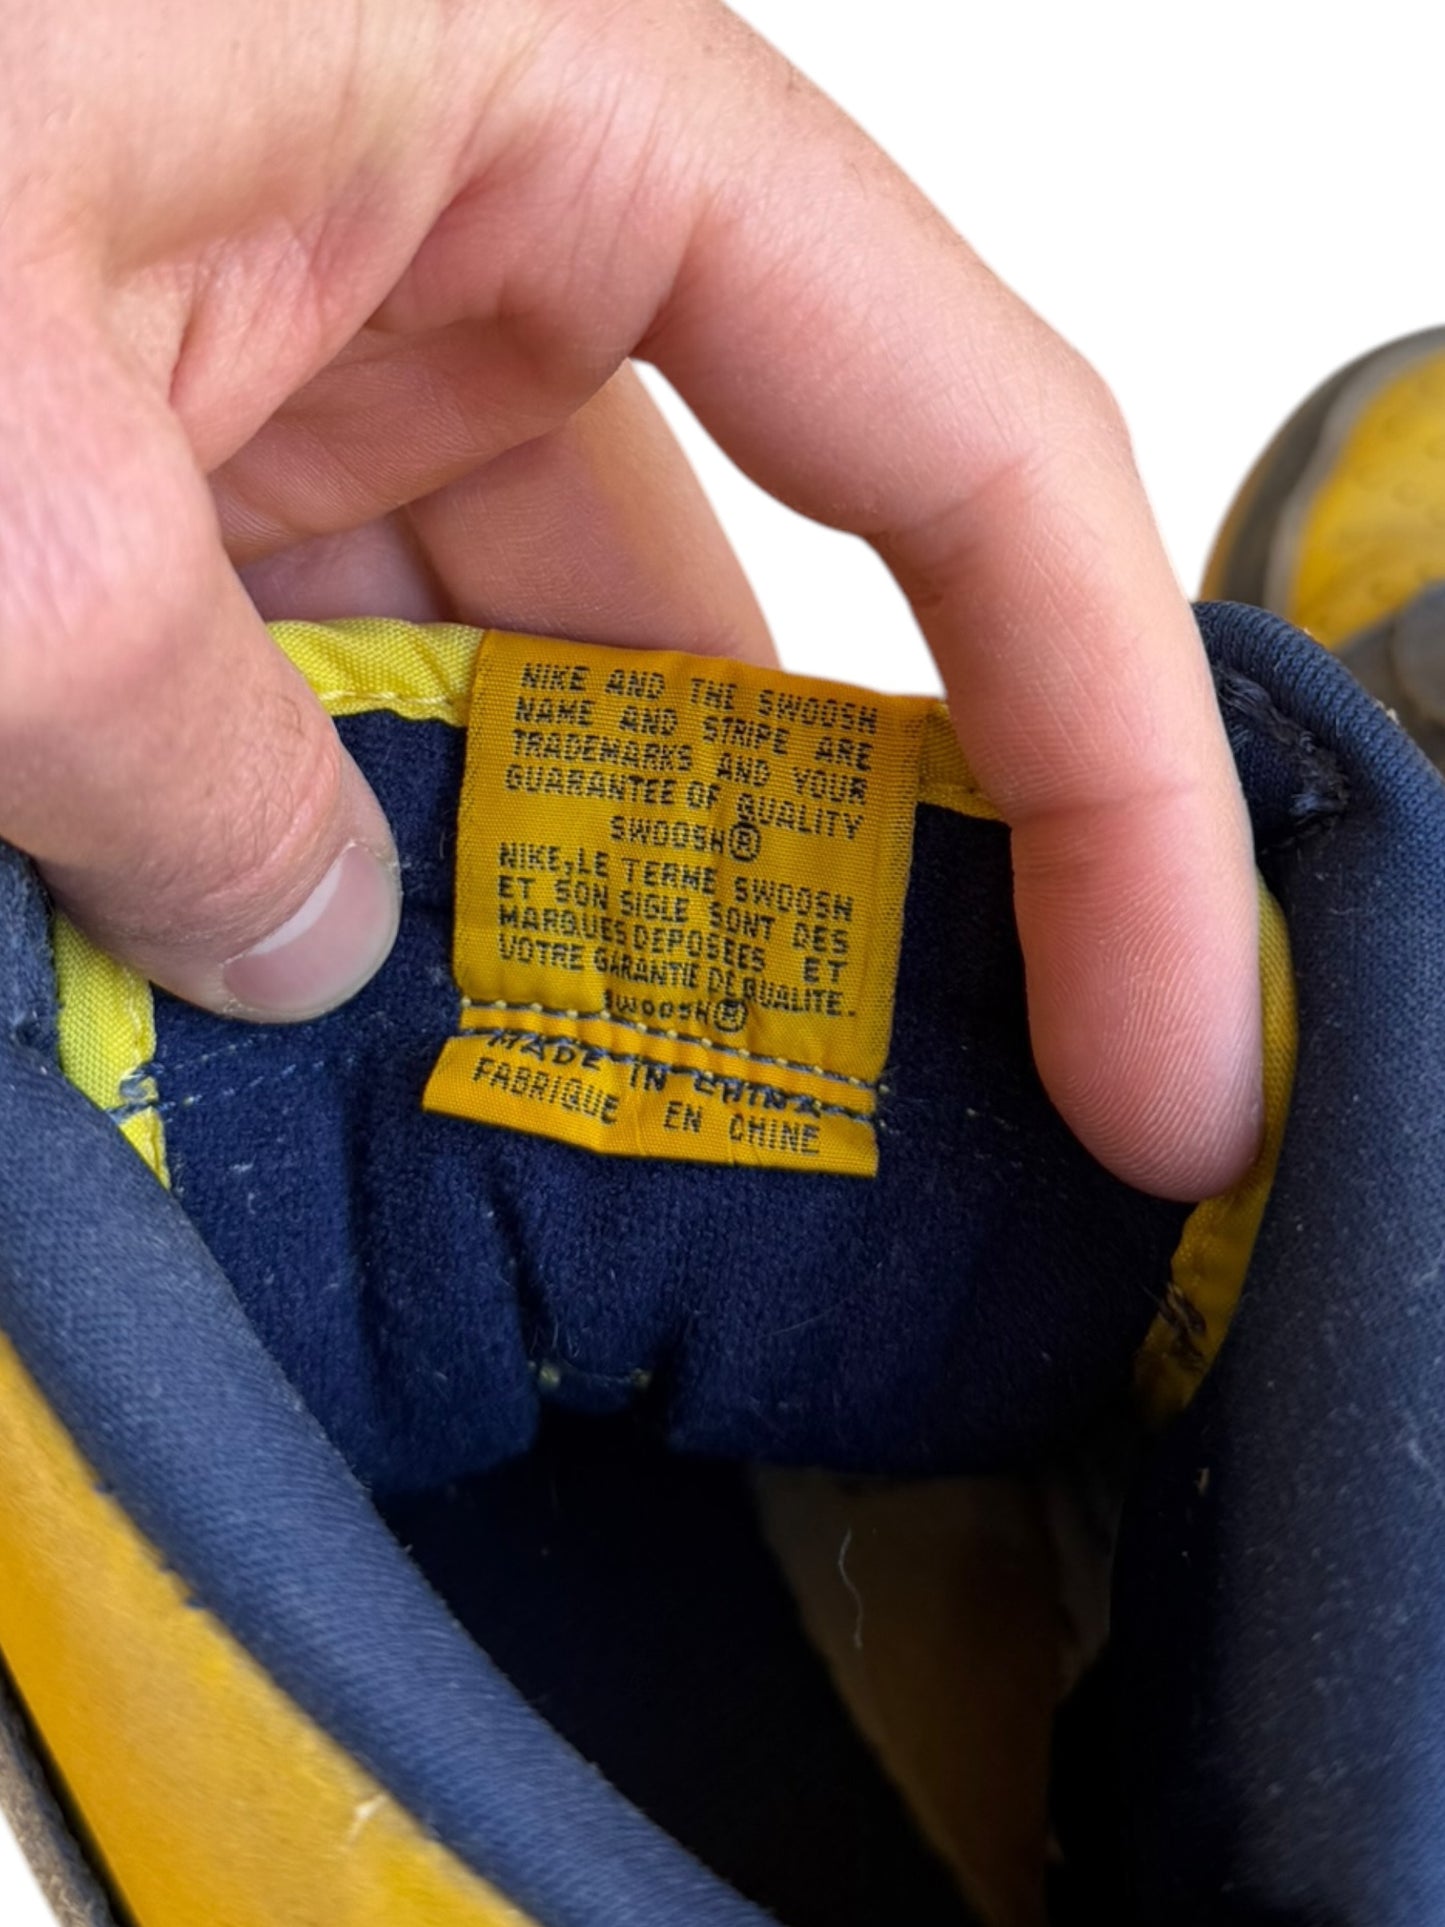 NIKE AND THE SWOOSH
NAME AND STRIPE ARE
TRADEMARKS AND YOUR
GUARANTEE OF QUALITY
SWOOSH®
NIKE,LE TERME SWOOSH
ET SON SIGLE SONT DES
MARQUES DEPOSEES ET
VOTRE GARANTIE DE QUALITE.
SWOOSH®
MADE IN CHINA
FABRIQUE EN CHINE